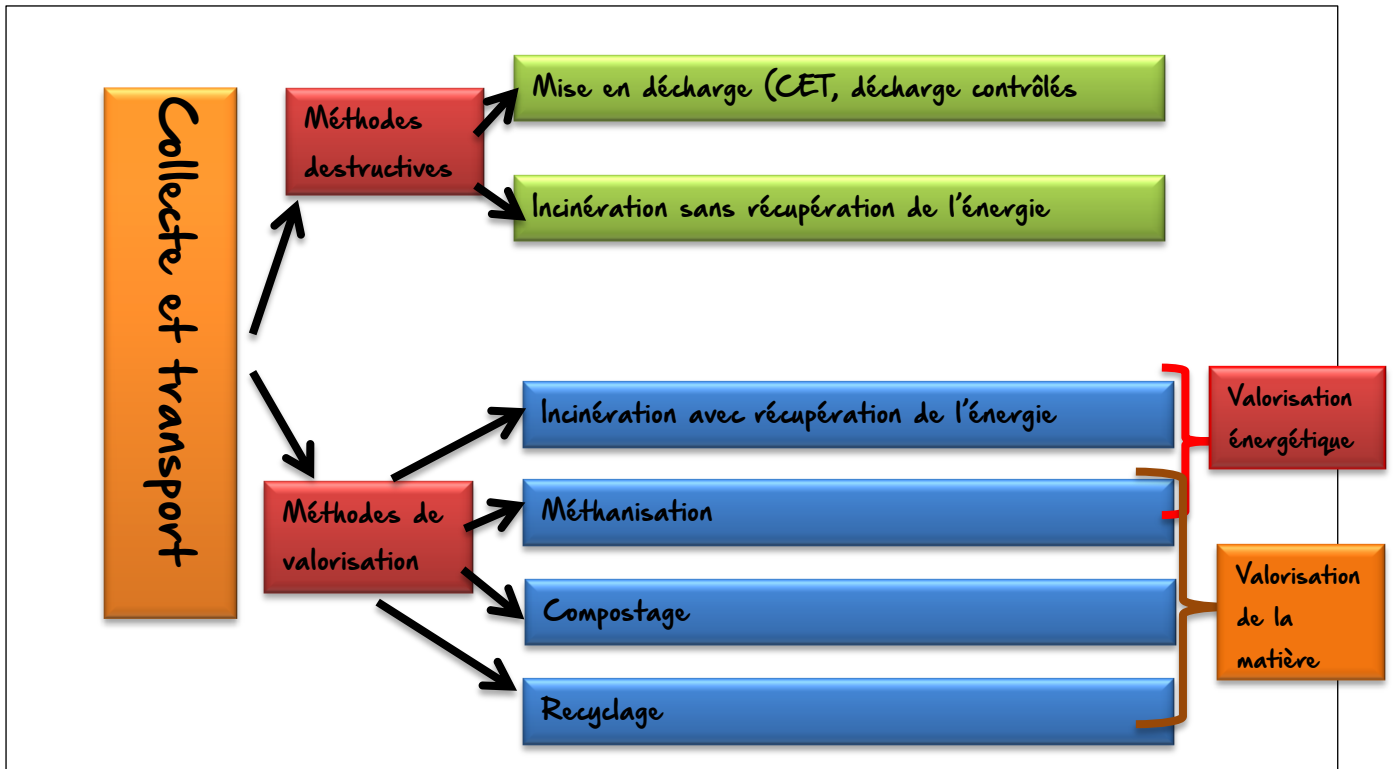 Collecte et transport
Méthodes
destructives
Mise en décharge (CET, décharge contrôlés
Incinération sans récupération de l'énergie
Méthodes de
valorisation
Incinération avec récupération de l'énergie
Méthanisation
Compostage
Recyclage
Valorisation
énergétique
Valorisation
de la
matière